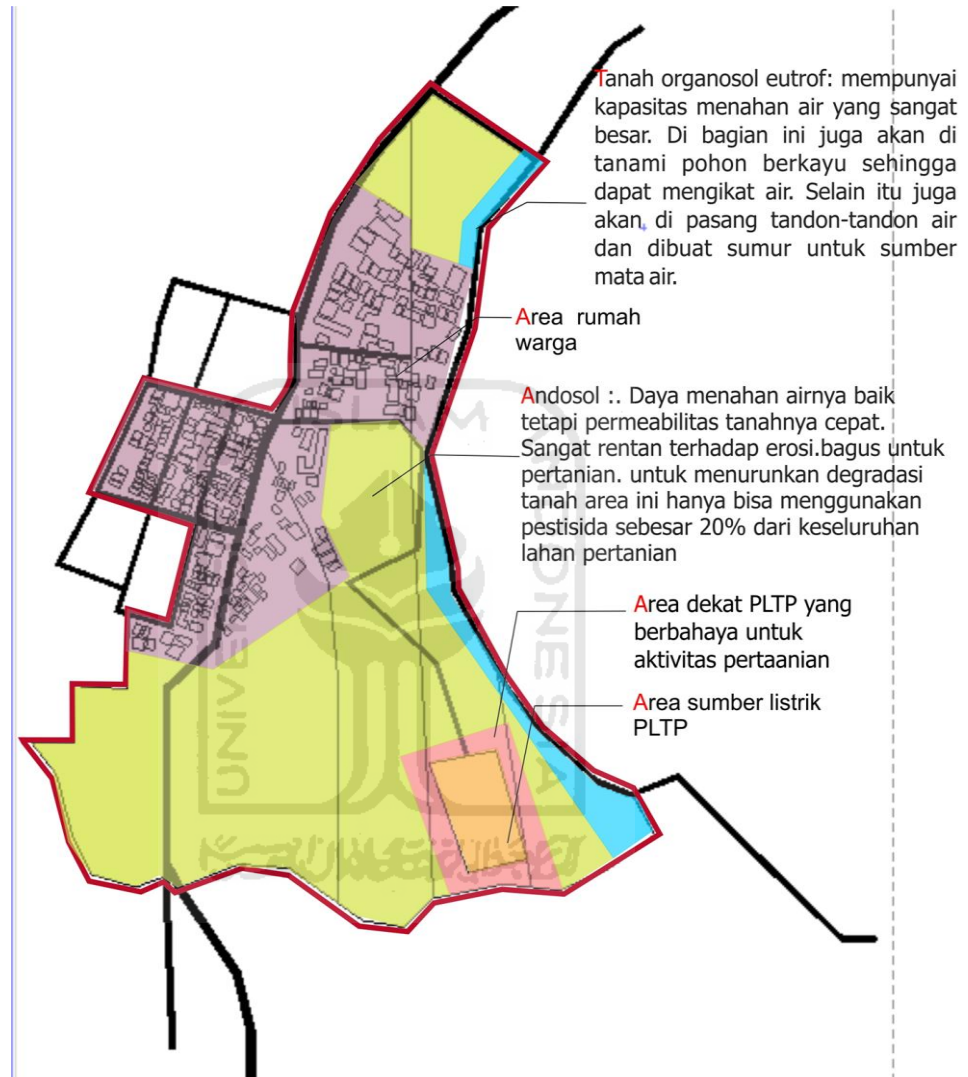 Tanah organosol eutrof: mempunyai
kapasitas menahan air yang sangat
besar. Di bagian ini juga akan di
tanami pohon berkayu sehingga
dapat mengikat air. Selain itu juga
akan di pasang tandon-tandon air
dan dibuat sumur untuk sumber
mata air.
Area rumah
warga
Andosol :. Daya menahan airnya baik
tetapi permeabilitas tanahnya cepat.
Sangat rentan terhadap erosi.bagus untuk
pertanian. untuk menurunkan degradasi
tanah area ini hanya bisa menggunakan
pestisida sebesar 20% dari keseluruhan
lahan pertanian
Area dekat PLTP yang
berbahaya untuk
aktivitas pertaanian
Area sumber listrik
PLTP
ISLAM
UNIVER
INDONESIA